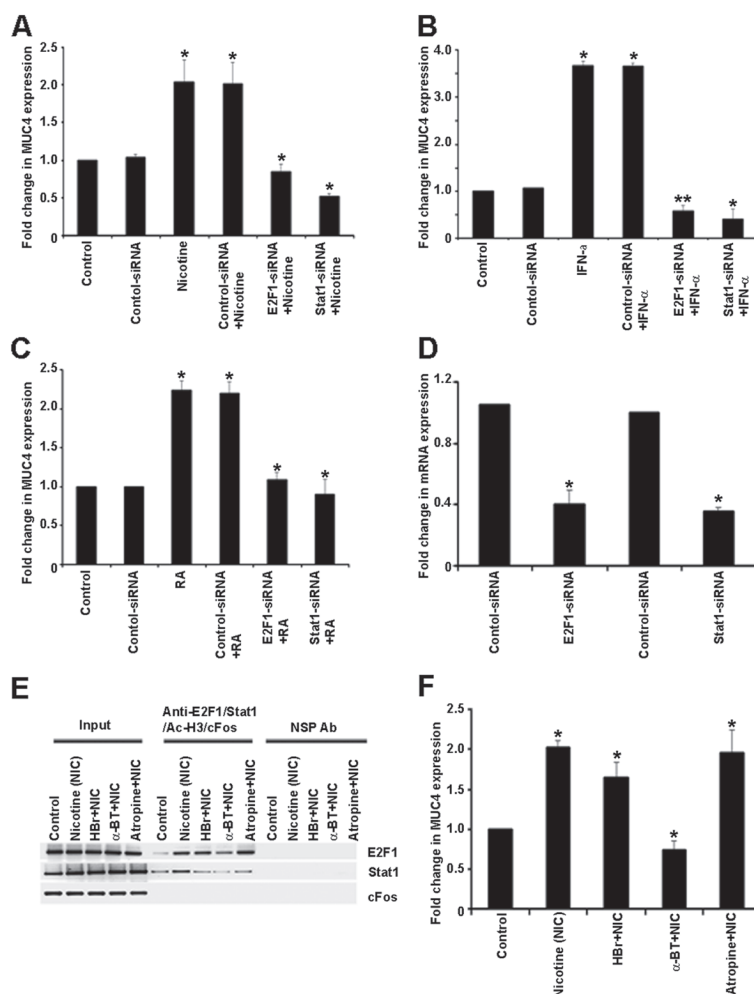 A
Fold change in MUC4 expression
2.5
2.0
1.5
1.0
0.5
0
*
*
*
*
Control
Contol-siRNA
Nicotine
Control-siRNA
+Nicotine
E2F1-siRNA
+Nicotine
Stat1-siRNA
+Nicotine
B
Fold change in MUC4 expression
4.0
3.0
2.0
1.0
0
*
*
**
*
Control
Contol-siRNA
IFN-a
Control-siRNA
+IFN-α
E2F1-siRNA
+IFN-α
Stat1-siRNA
+IFN-α
C
Fold change in MUC4 expression
2.5
2.0
1.5
1.0
0.5
0
*
*
*
*
Control
Contol-siRNA
RA
Control-siRNA
+RA
E2F1-siRNA
+RA
Stat1-siRNA
+RA
D
Fold change in mRNA expression
1.2
0.8
0.4
0
*
*
Contol-siRNA
E2F1-siRNA
Control-siRNA
Stat1-siRNA
E
Input
Anti-E2F1/Stat1
/Ac-H3/cFos
NSP Ab
Control
Nicotine (NIC)
HBr+NIC
α-BT+NIC
Atropine+NIC
Control
Nicotine (NIC)
HBr+NIC
α-BT+NIC
Atropine+NIC
Control
Nicotine (NIC)
HBr+NIC
α-BT+NIC
Atropine+NIC
E2F1
Stat1
cFos
F
Fold change in MUC4 expression
2.5
2.0
1.5
1.0
0.5
0
*
*
*
*
Control
Nicotine (NIC)
HBr+NIC
α-BT+NIC
Atropine+NIC